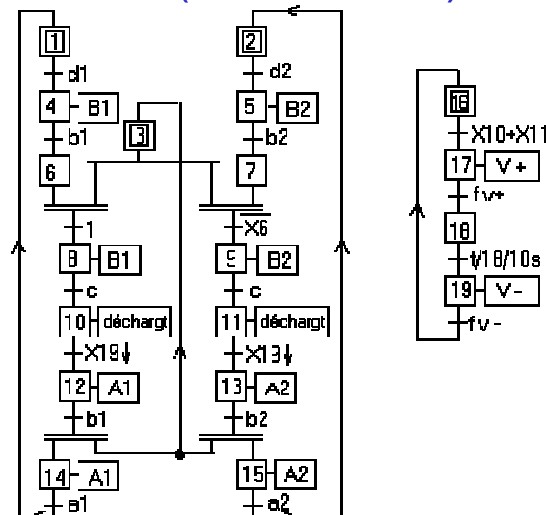 1
d1
4 B1
b1
6
2
d2
5 B2
b2
7
3
1
8 B1
c
10 déchargt
X19↓
12 A1
b1
14 A1
a1
X6
9 B2
c
11 déchargt
X13↓
13 A2
b2
15 A2
a2
16
X10+X11
17 V+
fv+
18
t/18/10s
19 V-
fv-